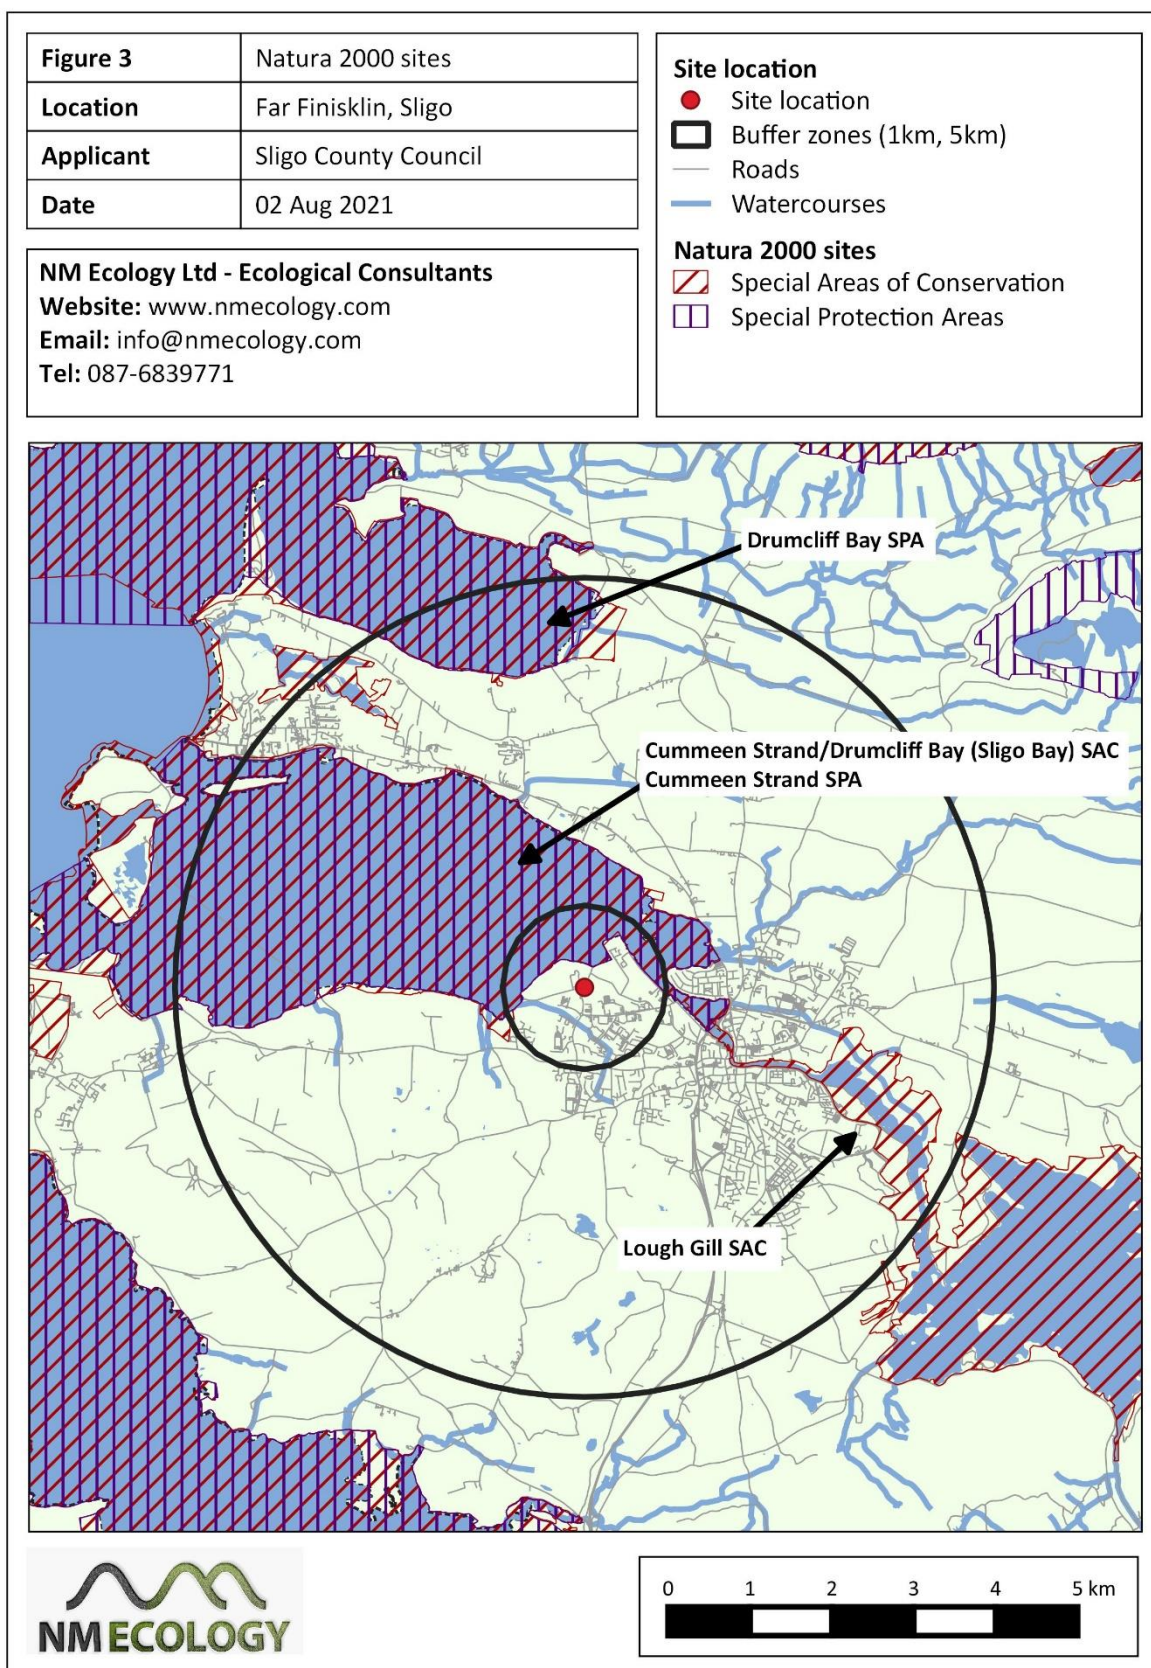 Figure 3 Natura 2000 sites
Location Far Finisklin, Sligo
Applicant Sligo County Council
Date 02 Aug 2021
NM Ecology Ltd - Ecological Consultants
Website: www.nmecology.com
Email: info@nmecology.com
Tel: 087-6839771
Site location
Site location
Buffer zones (1km, 5km)
Roads
Watercourses
Natura 2000 sites
Special Areas of Conservation
Special Protection Areas
Drumcliff Bay SPA
Cummeen Strand/Drumcliff Bay (Sligo Bay) SAC
Cummeen Strand SPA
Lough Gill SAC
NM ECOLOGY
0 1 2 3 4 5 km